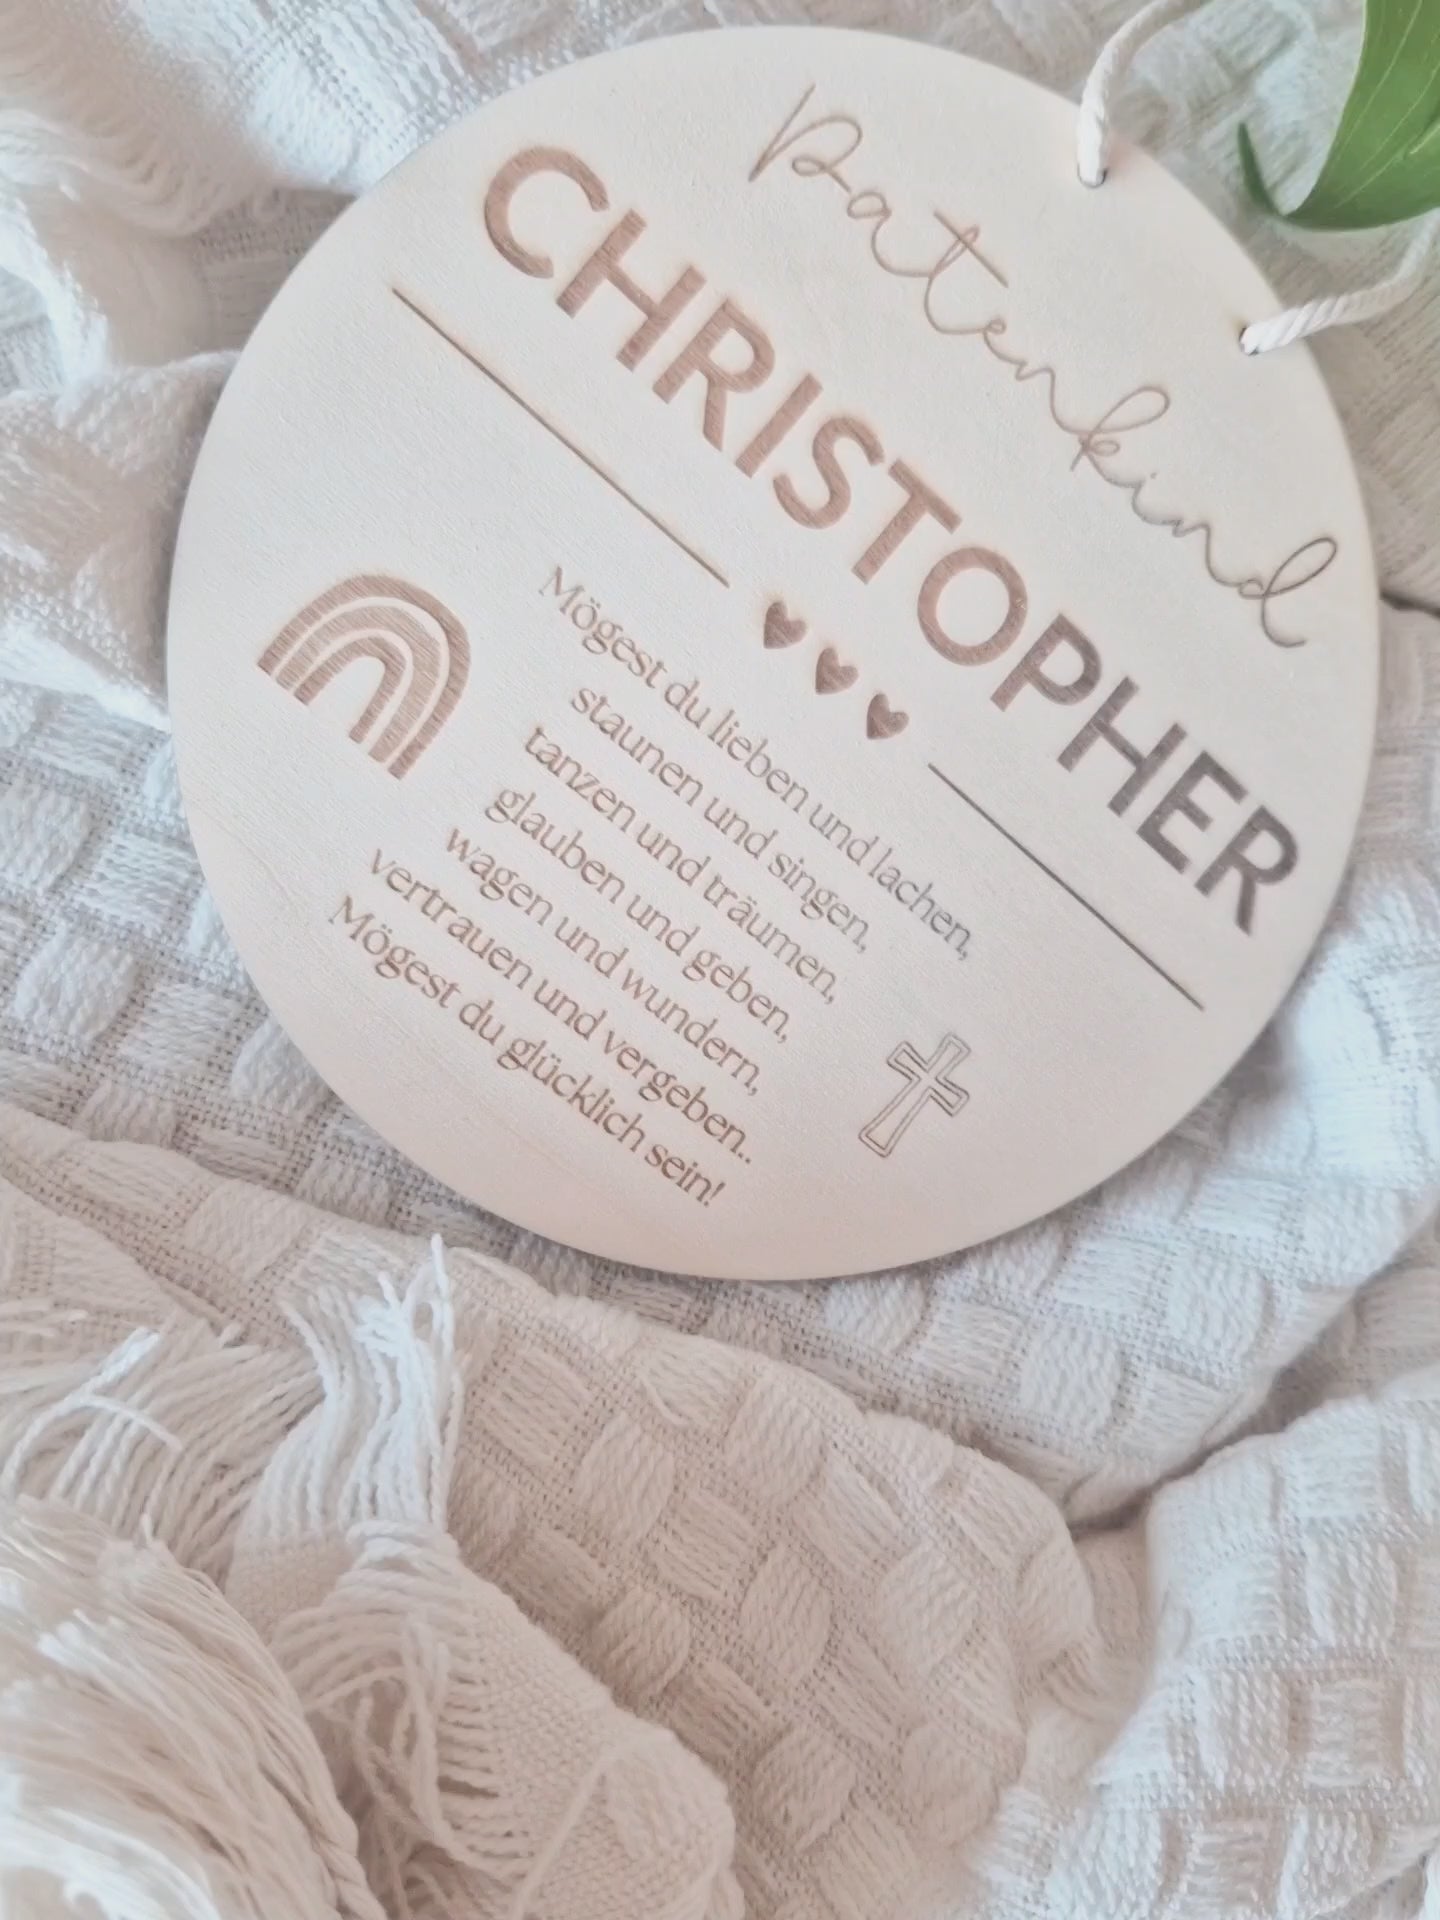 patenkind
CHRISTOPHER
Mögest du lieben und lachen,
staunen und singen,
tanzen und träumen,
glauben und geben,
wagen und wundern,
vertrauen und vergeben..
Mögest du glücklich sein!